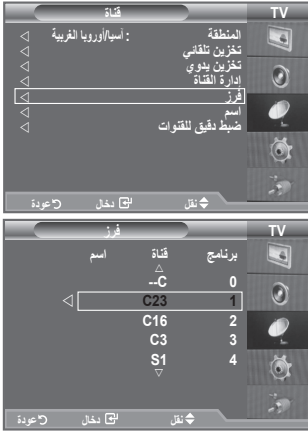 TV قناة
المنطقة : آسيا/أوروبا الغربية
تخزين تلقائي
تخزين يدوي
إدارة القناة
فرز
اسم
ضبط دقيق للقنوات
نقل دخال عودة
TV فرز
برنامج قناة اسم
0 C--
1 C23
2 C16
3 C3
4 S1
نقل دخال عودة